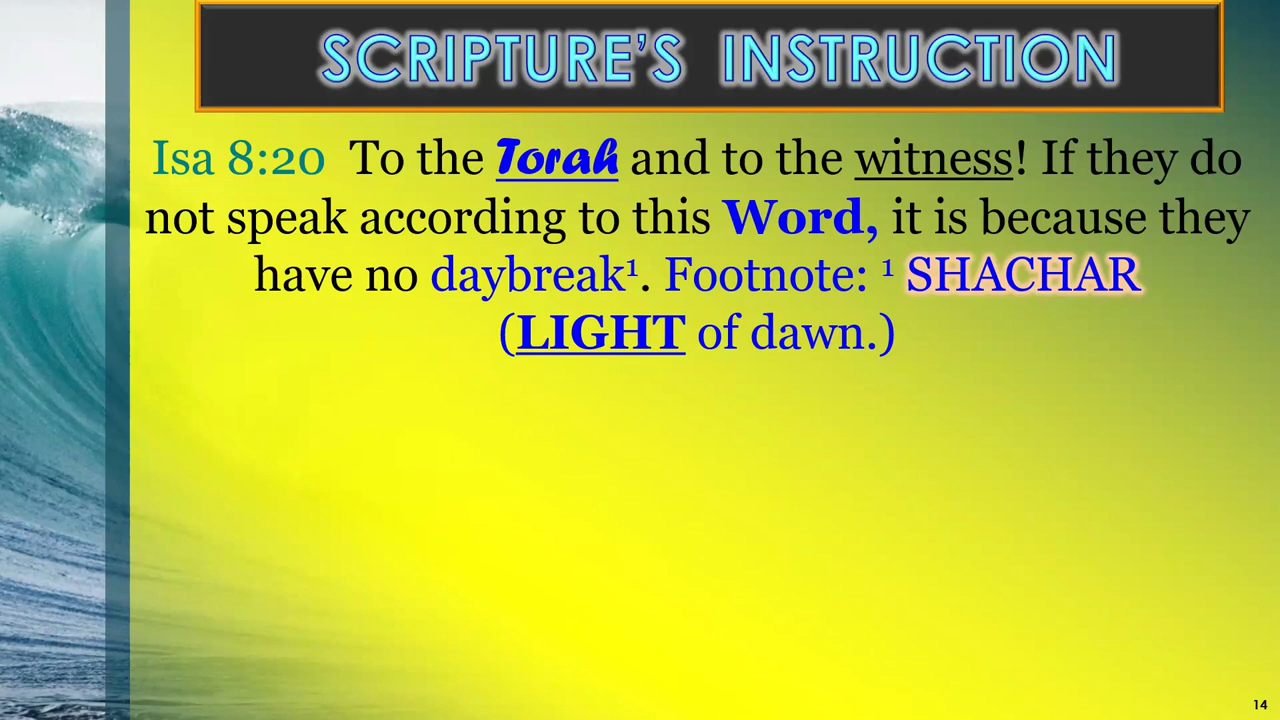 SCRIPTURE'S INSTRUCTION
Isa 8:20 To the Torah and to the witness! If they do
not speak according to this Word, it is because they
have no daybreak¹. Footnote: ¹ SHACHAR
(LIGHT of dawn.)
14